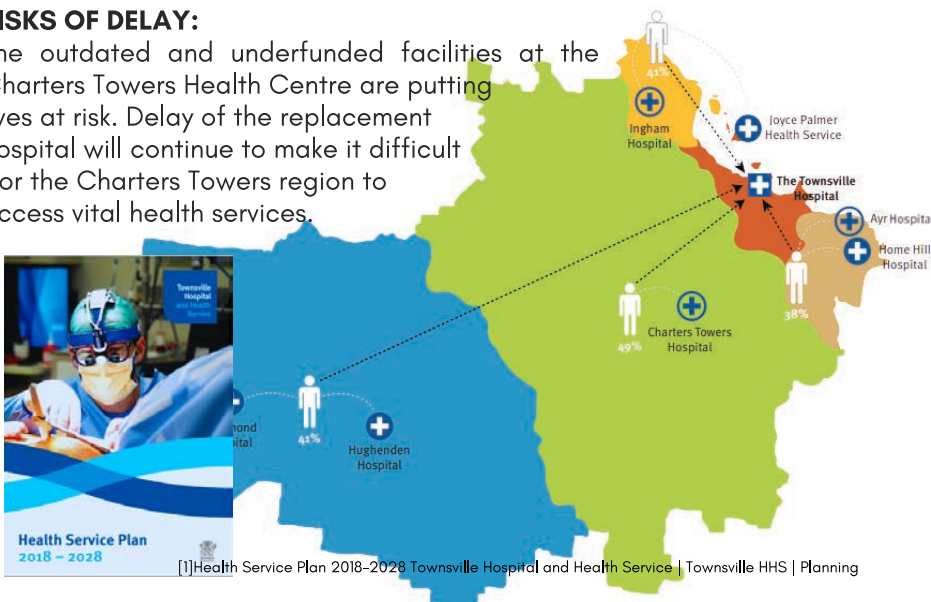 ISKS OF DELAY:
he outdated and underfunded facilities at the
Charters Towers Health Centre are putting
ves at risk. Delay of the replacement
ospital will continue to make it difficult
or the Charters Towers region to
ccess vital health services.
41%
Ingham
Hospital
Joyce Palmer
Health Service
The Townsville
Hospital
Ayr Hospita
Home Hill
Hospital
38%
Charters Towers
Hospital
49%
41%
mond
pital
Hughenden
Hospital
Townsville
Hospital
and Health
Service
Health Service Plan
2018 – 2028
[1]Health Service Plan 2018-2028 Townsville Hospital and Health Service | Townsville HHS | Planning